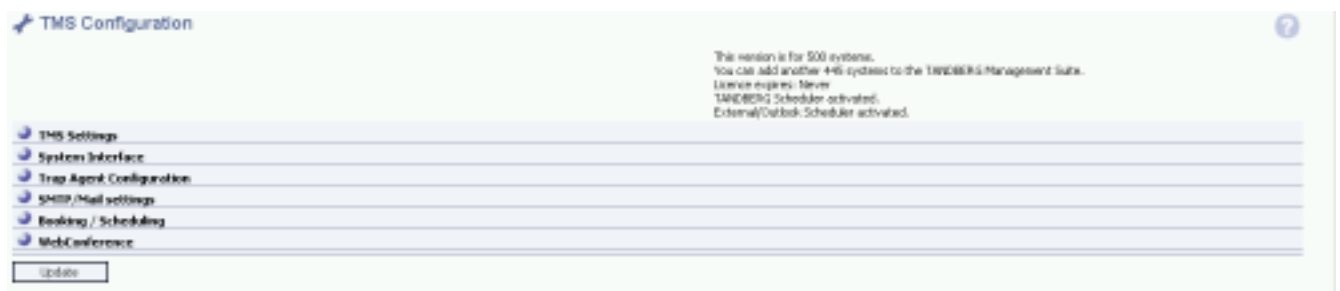 TMS Configuration
?
This version is for 500 systems.
You can add another 445 systems to the TANDBERG Management Suite.
Licence expires: Never
TANDBERG Scheduler activated.
External/Outlook Scheduler activated.
TMS Settings
System Interface
Trap Agent Configuration
SMTP/Mail settings
Booking / Scheduling
WebConference
Update